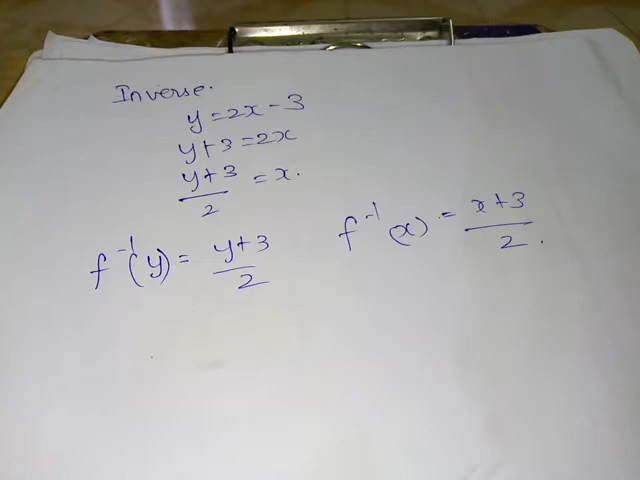 Inverse.
y = 2x - 3
y + 3 = 2x
(y + 3)/2 = x.
f⁻¹(y) = (y + 3)/2
f⁻¹(x) = (x + 3)/2.